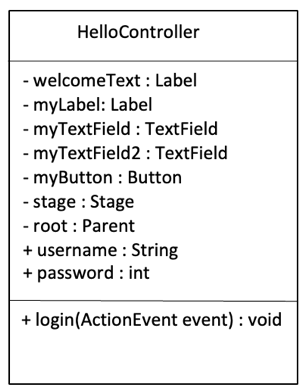 HelloController
- welcomeText : Label
- myLabel: Label
- myTextField : TextField
- myTextField2 : TextField
- myButton : Button
- stage : Stage
- root : Parent
+ username : String
+ password : int
+ login(ActionEvent event) : void